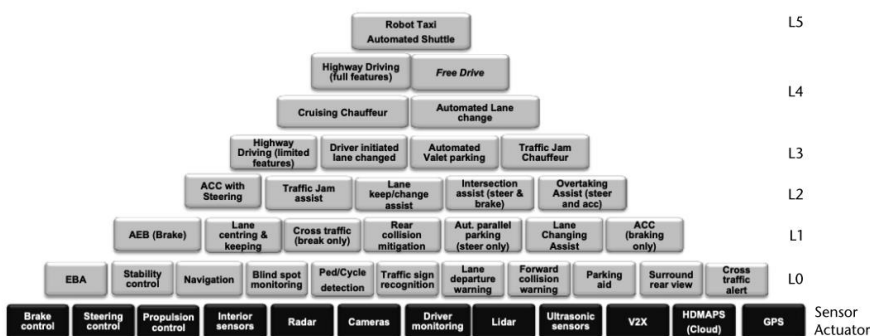 Robot Taxi
Automated Shuttle
L5
Highway Driving
(full features)
Free Drive
L4
Cruising Chauffeur
Automated Lane
change
Highway
Driving (limited
features)
Driver initiated
lane changed
Automated
Valet parking
Traffic Jam
Chauffeur
L3
ACC with
Steering
Traffic Jam
assist
Lane
keep/change
assist
Intersection
assist (steer &
brake)
Overtaking
Assist (steer
and acc)
L2
AEB (Brake)
Lane
centring &
keeping
Cross traffic
(break only)
Rear
collision
mitigation
Aut. parallel
parking
(steer only)
Lane
Changing
Assist
ACC
(braking
only)
L1
EBA
Stability
control
Navigation
Blind spot
monitoring
Ped/Cycle
detection
Traffic sign
recognition
Lane
departure
warning
Forward
collision
warning
Parking
aid
Surround
rear view
Cross
traffic
alert
L0
Brake
control
Steering
control
Propulsion
control
Interior
sensors
Radar
Cameras
Driver
monitoring
Lidar
Ultrasonic
sensors
V2X
HDMAPS
(Cloud)
GPS
Sensor
Actuator